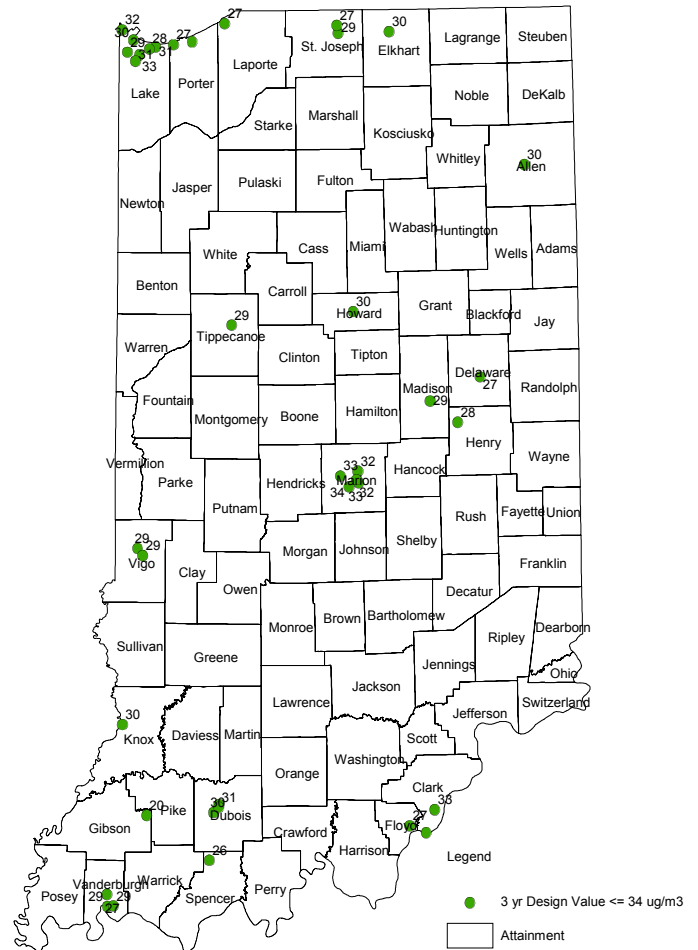 32
27
27
30
30
29
28
27
31
31
33
St. Joseph
Elkhart
Lagrange
Steuben
Laporte
Porter
Lake
Noble
DeKalb
Starke
Marshall
Kosciusko
Whitley
30
Allen
Newton
Jasper
Pulaski
Fulton
Miami
Wabash
Huntington
Wells
Adams
White
Cass
Benton
Carroll
30
Howard
Grant
Blackford
Jay
29
Tippecanoe
Warren
Clinton
Tipton
Delaware
27
Madison
29
Randolph
Fountain
Montgomery
Boone
Hamilton
28
Henry
Wayne
Vermillion
Parke
Hendricks
33
32
Marion
34
33
32
Hancock
Putnam
Rush
Fayette
Union
29
29
Vigo
Clay
Owen
Morgan
Johnson
Shelby
Franklin
Decatur
Monroe
Brown
Bartholomew
Dearborn
Ripley
Sullivan
Greene
Jennings
Ohio
Jackson
Lawrence
Switzerland
Jefferson
30
Knox
Daviess
Martin
Scott
Washington
Orange
Clark
20
Pike
30
31
Dubois
33
27
Floyd
Gibson
Crawford
Harrison
26
Legend
Vanderburgh
Warrick
Posey
29
29
27
Spencer
Perry
3 yr Design Value <= 34 ug/m3
Attainment